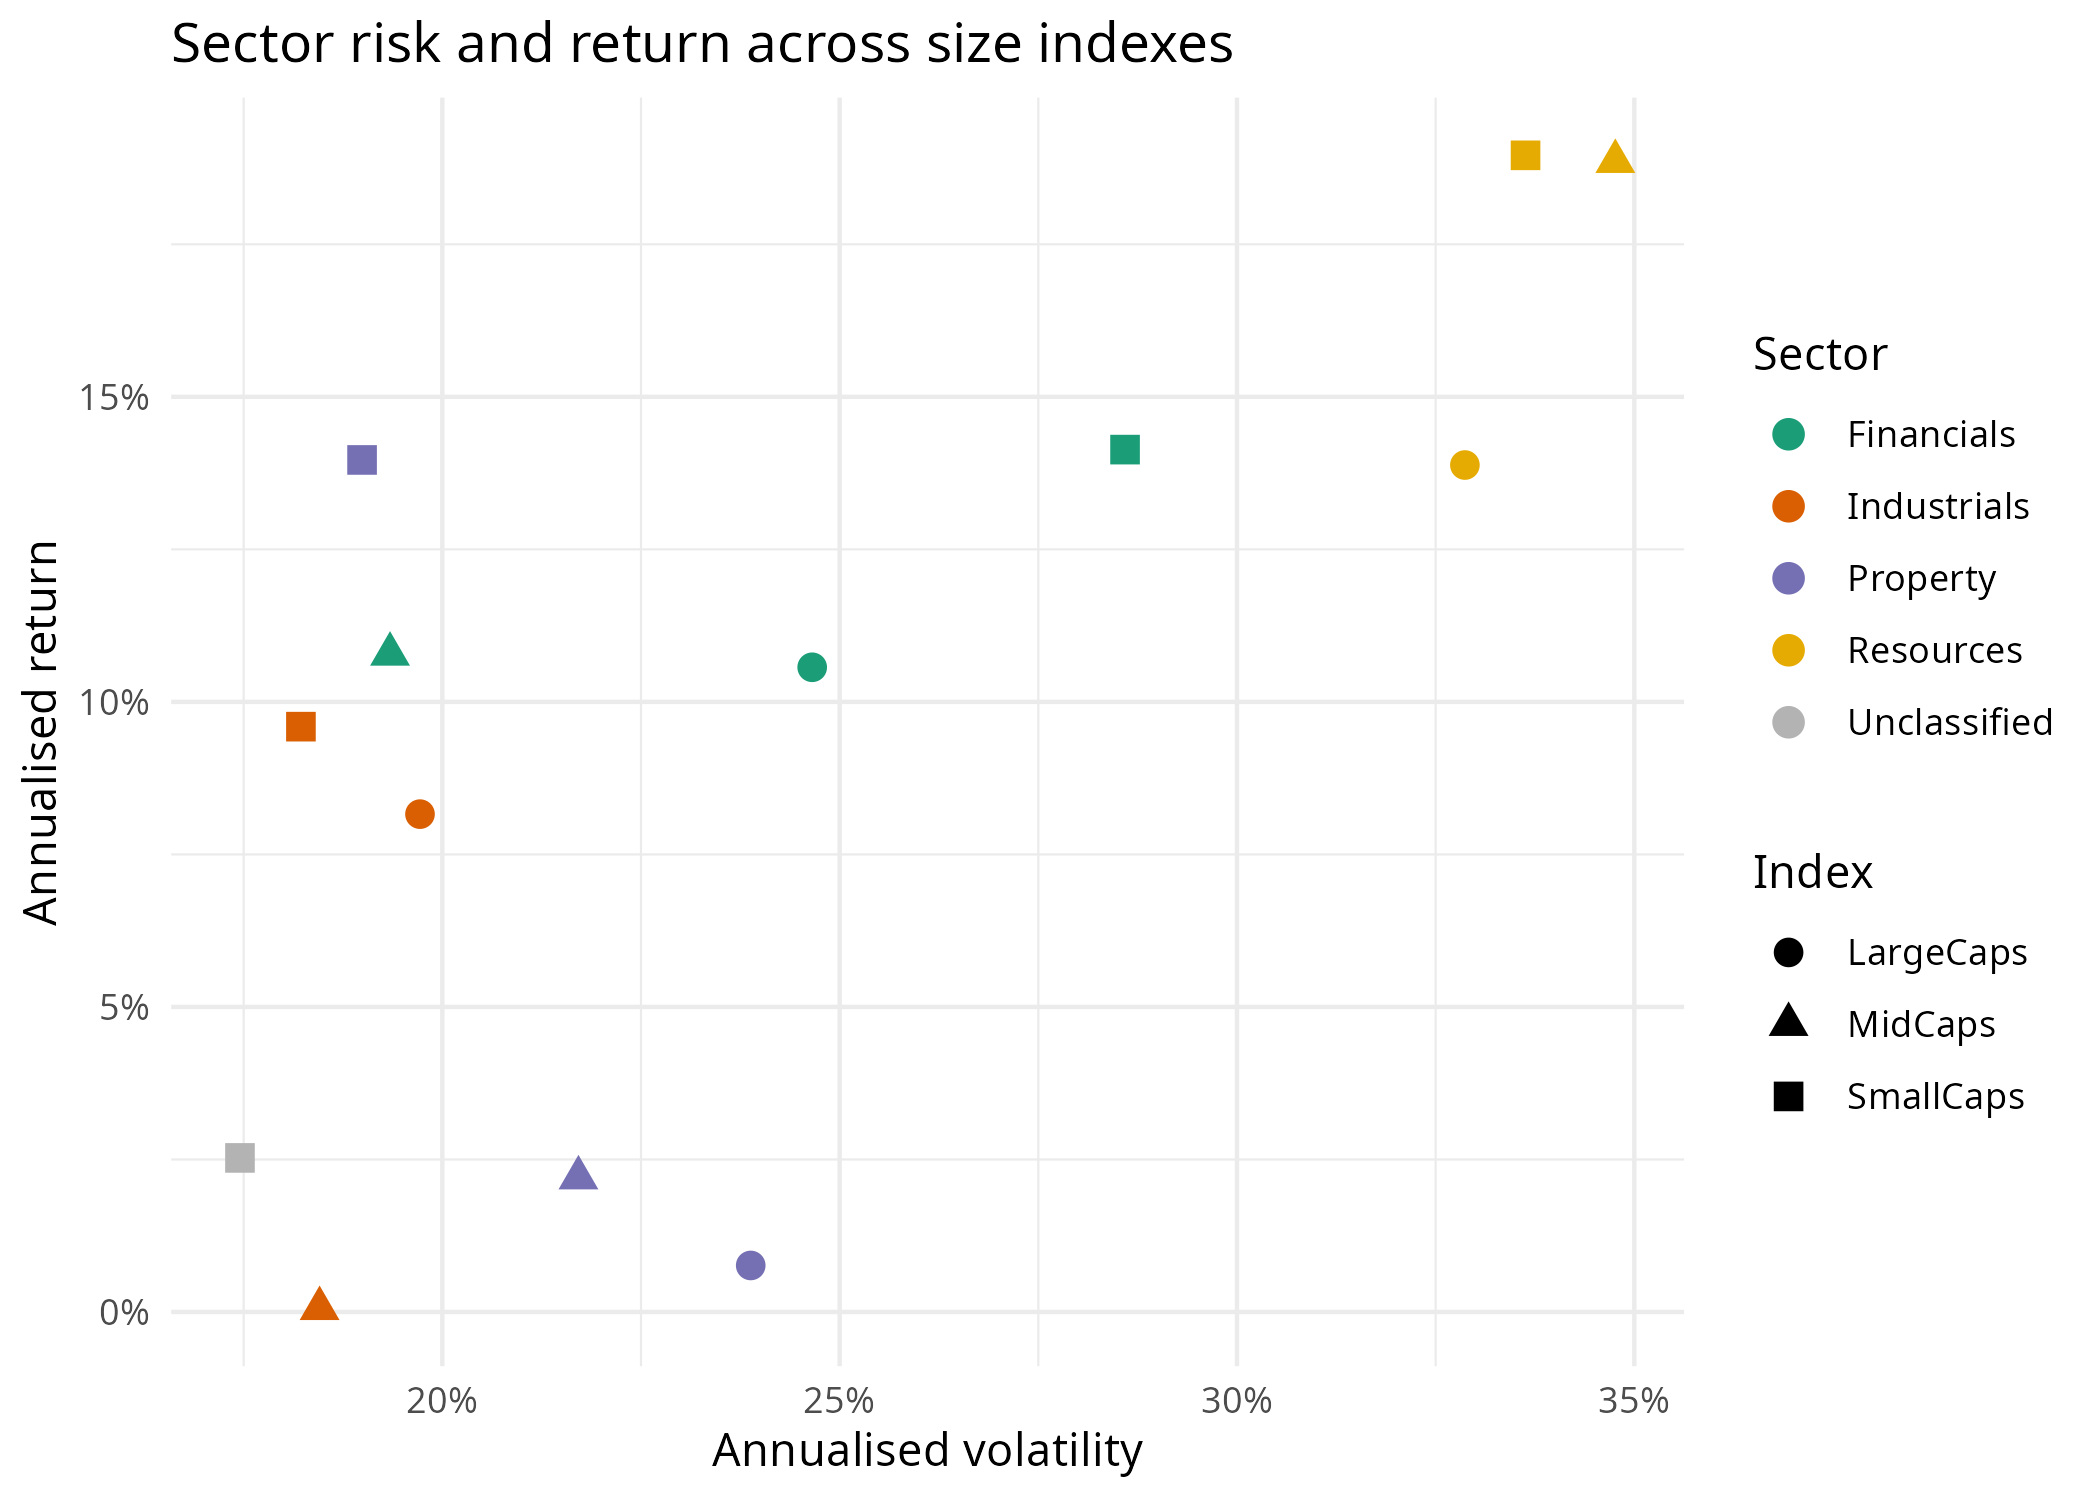 Sector risk and return across size indexes
Annualised return
15%
10%
5%
0%
20%
25%
30%
35%
Annualised volatility
Sector
Financials
Industrials
Property
Resources
Unclassified
Index
LargeCaps
MidCaps
SmallCaps